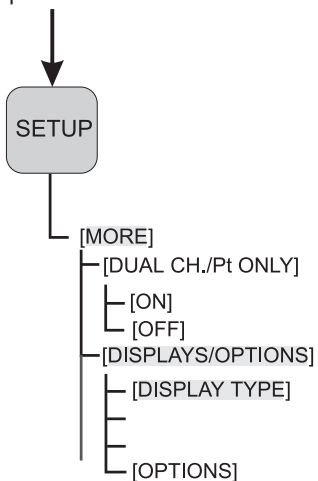 SETUP
[MORE]
[DUAL CH./Pt ONLY]
[ON]
[OFF]
[DISPLAYS/OPTIONS]
[DISPLAY TYPE]
[OPTIONS]